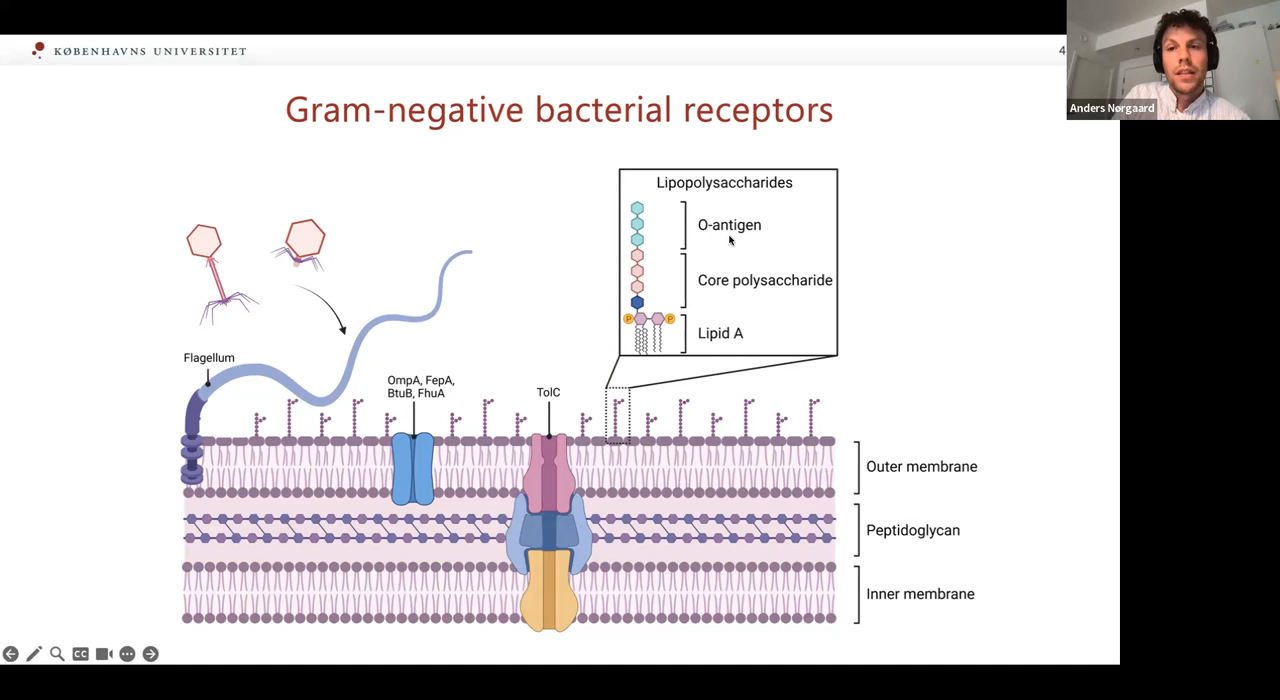 KØBENHAVNS UNIVERSITET
4
Anders Nørgaard
Gram-negative bacterial receptors
Lipopolysaccharides
O-antigen
Core polysaccharide
P
P
Lipid A
Flagellum
OmpA, FepA,
BtuB, FhuA
TolC
Outer membrane
Peptidoglycan
Inner membrane
CC